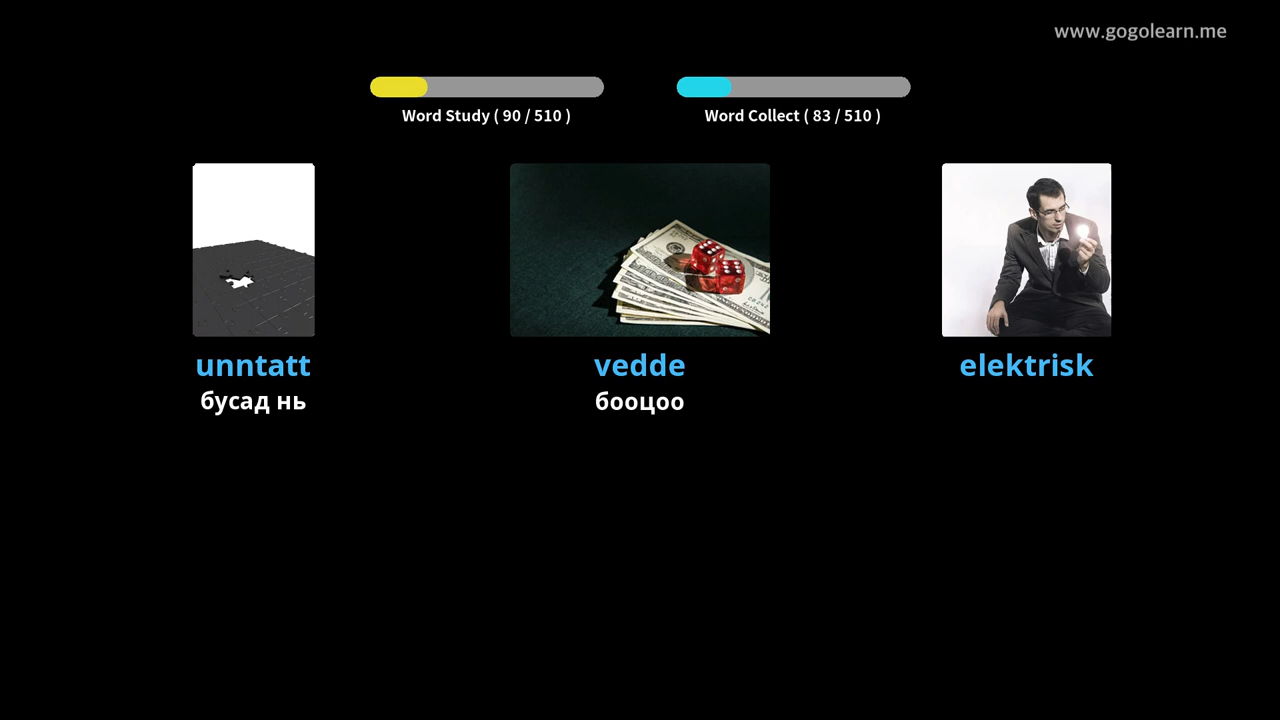 www.gogolearn.me
Word Study ( 90 / 510 )
Word Collect ( 83 / 510 )
unntatt
vedde
elektrisk
бусад нь
бооцоо